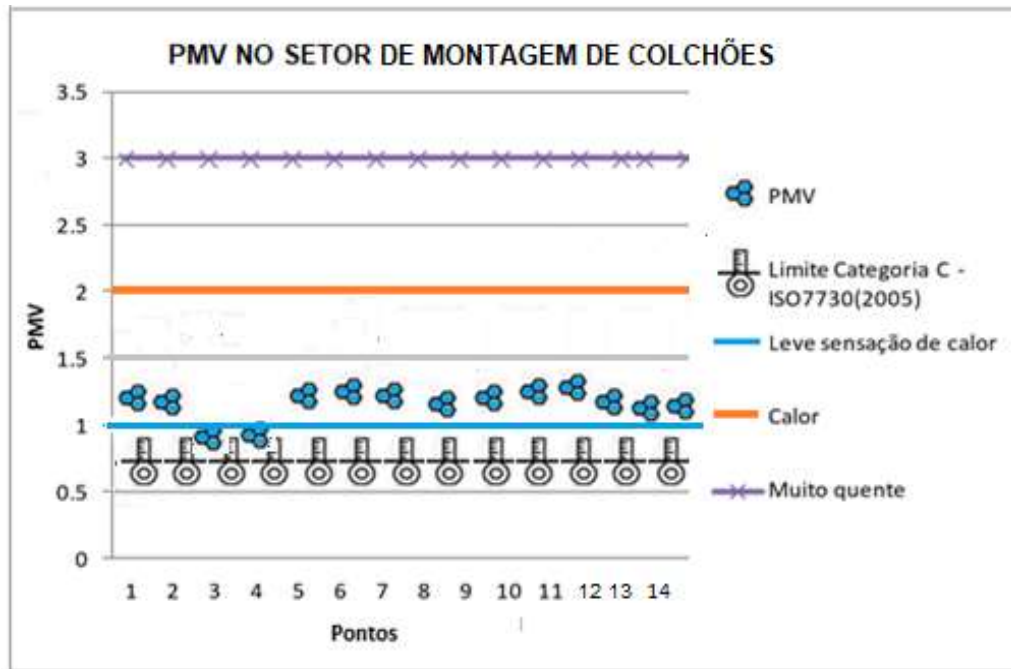 PMV NO SETOR DE MONTAGEM DE COLCHÕES
3.5
3
2.5
2
1.5
1
0.5
0
PMV
1 2 3 4 5 6 7 8 9 10 11 12 13 14
Pontos
PMV
Limite Categoria C -
ISO7730(2005)
Leve sensação de calor
Calor
Muito quente